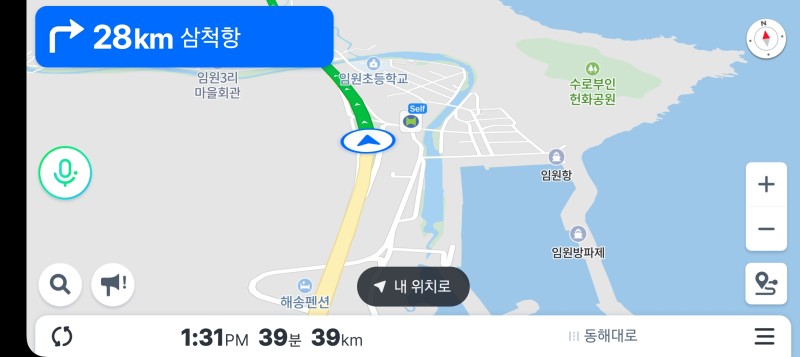 28km 삼척항
N
임원3리
마을회관
임원초등학교
수로부인
헌화공원
Self
임원항
임원방파제
내 위치로
해송펜션
1:31PM 39분 39km
동해대로